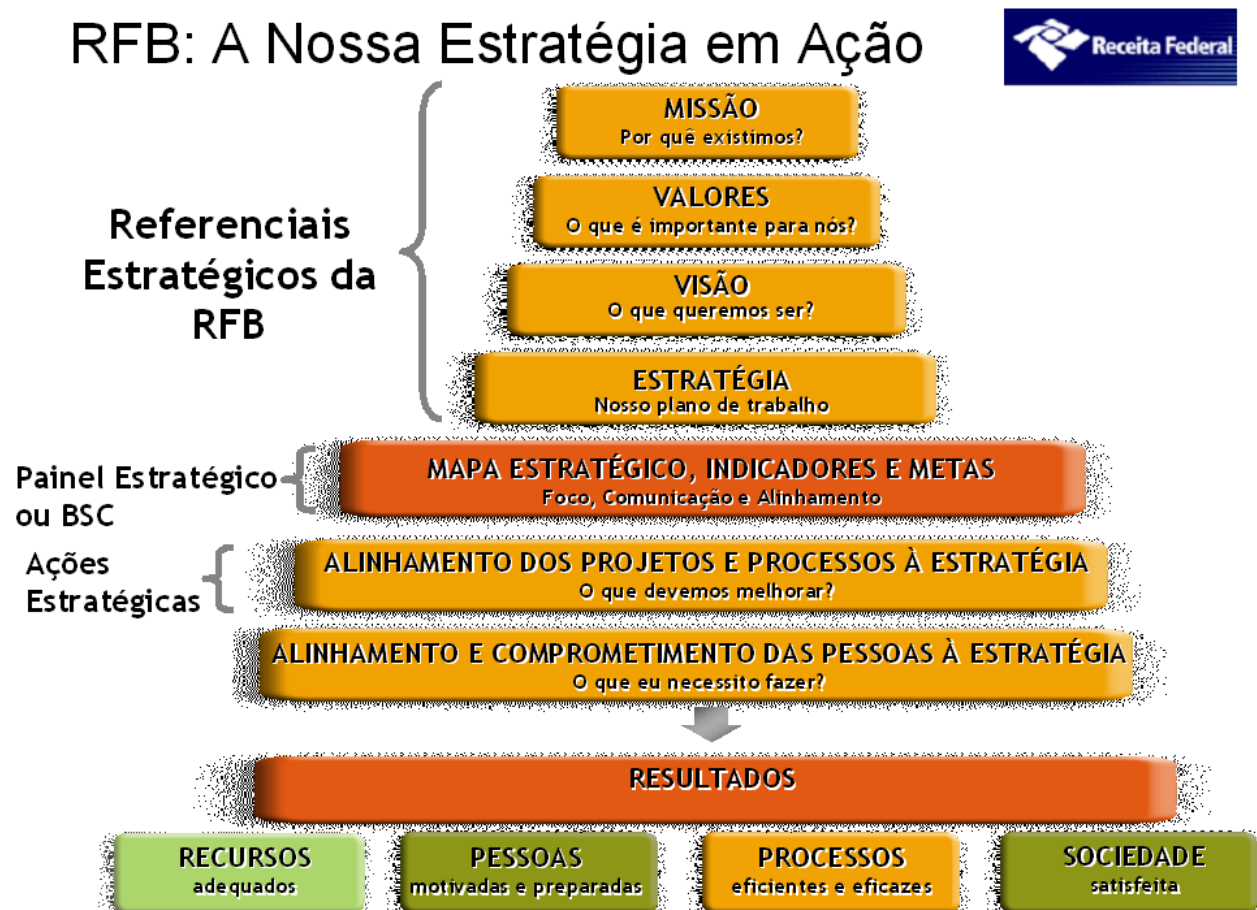 RFB: A Nossa Estratégia em Ação
Receita Federal
MISSÃO
Por quê existimos?
VALORES
O que é importante para nós?
VISÃO
O que queremos ser?
ESTRATÉGIA
Nosso plano de trabalho
Referenciais
Estratégicos da
RFB
Painel Estratégico
ou BSC
MAPA ESTRATÉGICO, INDICADORES E METAS
Foco, Comunicação e Alinhamento
Ações
Estratégicas
ALINHAMENTO DOS PROJETOS E PROCESSOS À ESTRATÉGIA
O que devemos melhorar?
ALINHAMENTO E COMPROMETIMENTO DAS PESSOAS À ESTRATÉGIA
O que eu necessito fazer?
RESULTADOS
RECURSOS
adequados
PESSOAS
motivadas e preparadas
PROCESSOS
eficientes e eficazes
SOCIEDADE
satisfeita